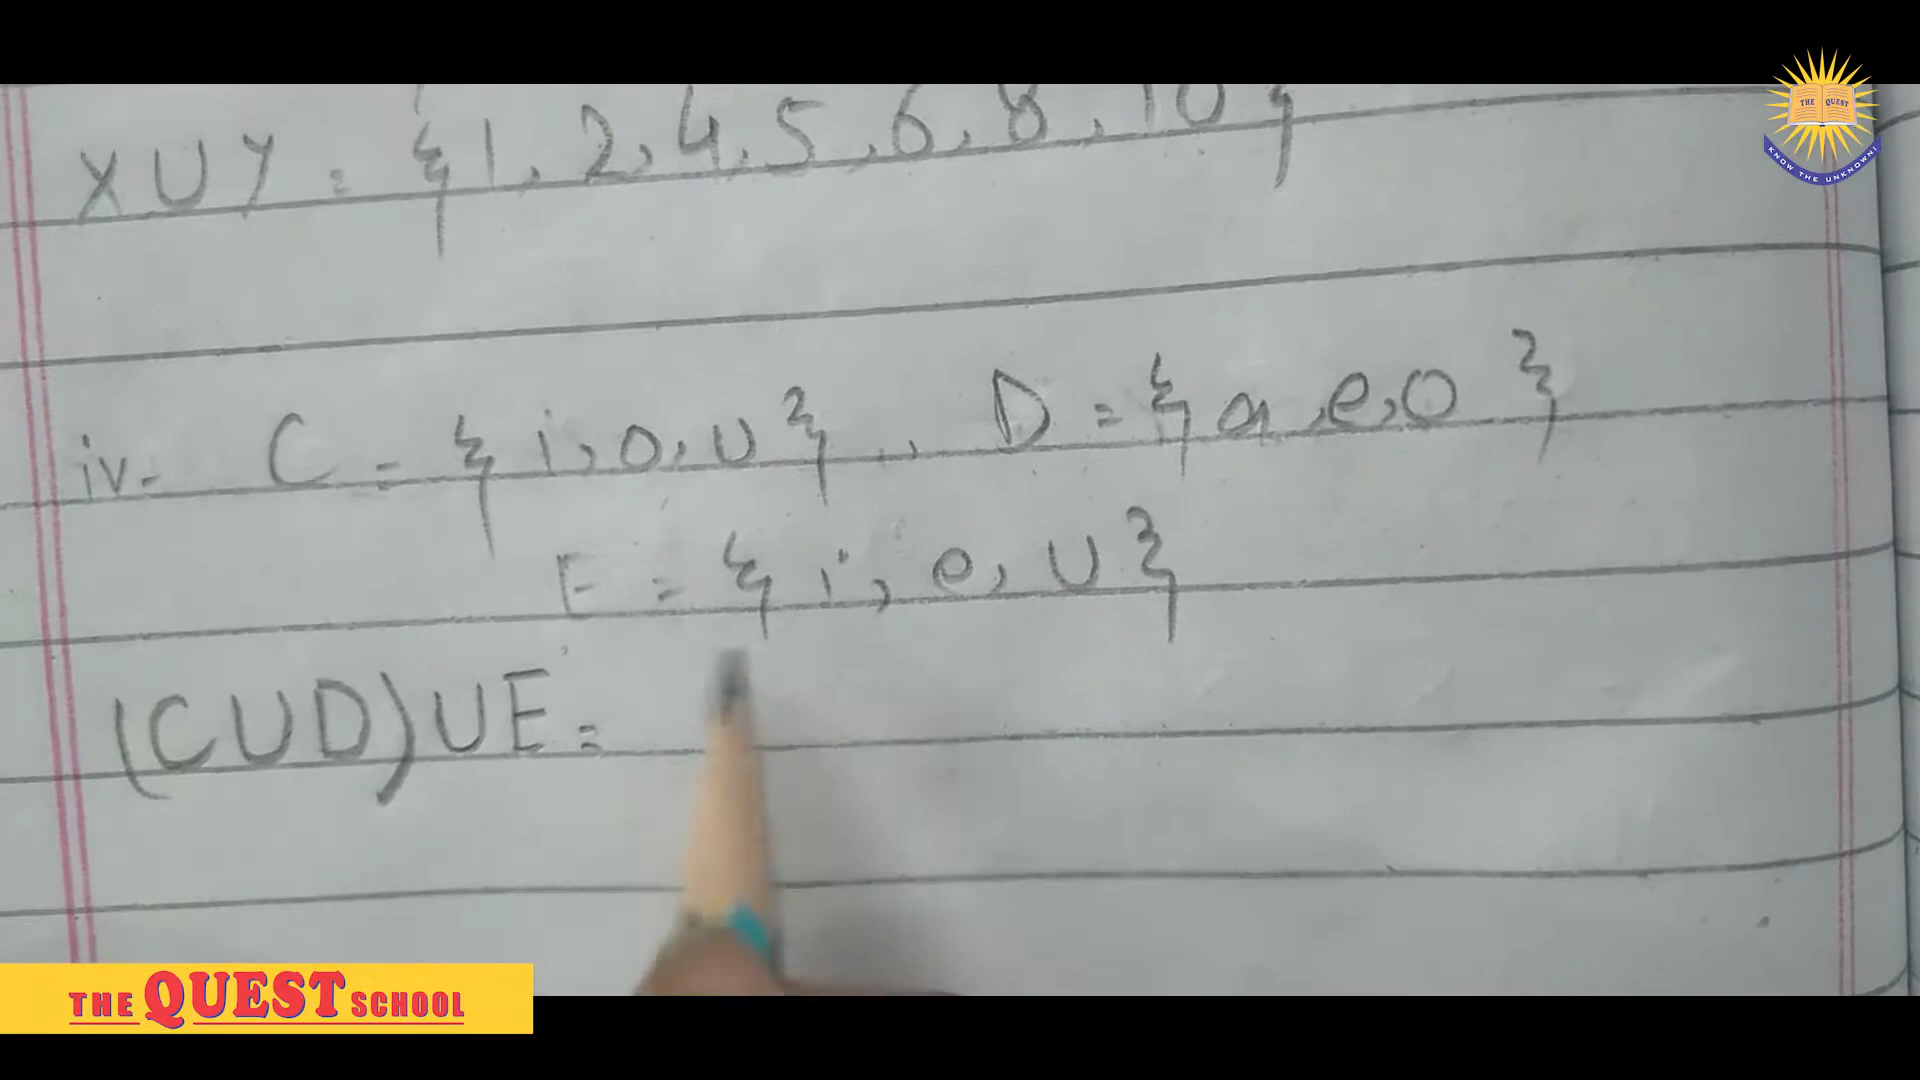 THE QUEST
KNOW THE UNKNOWN!
X U Y = {1, 2, 4, 5, 6, 8, 10}
iv. C = {i, o, u}, D = {a, e, o}
E = {i, e, u}
(C U D) U E =
THE QUEST SCHOOL